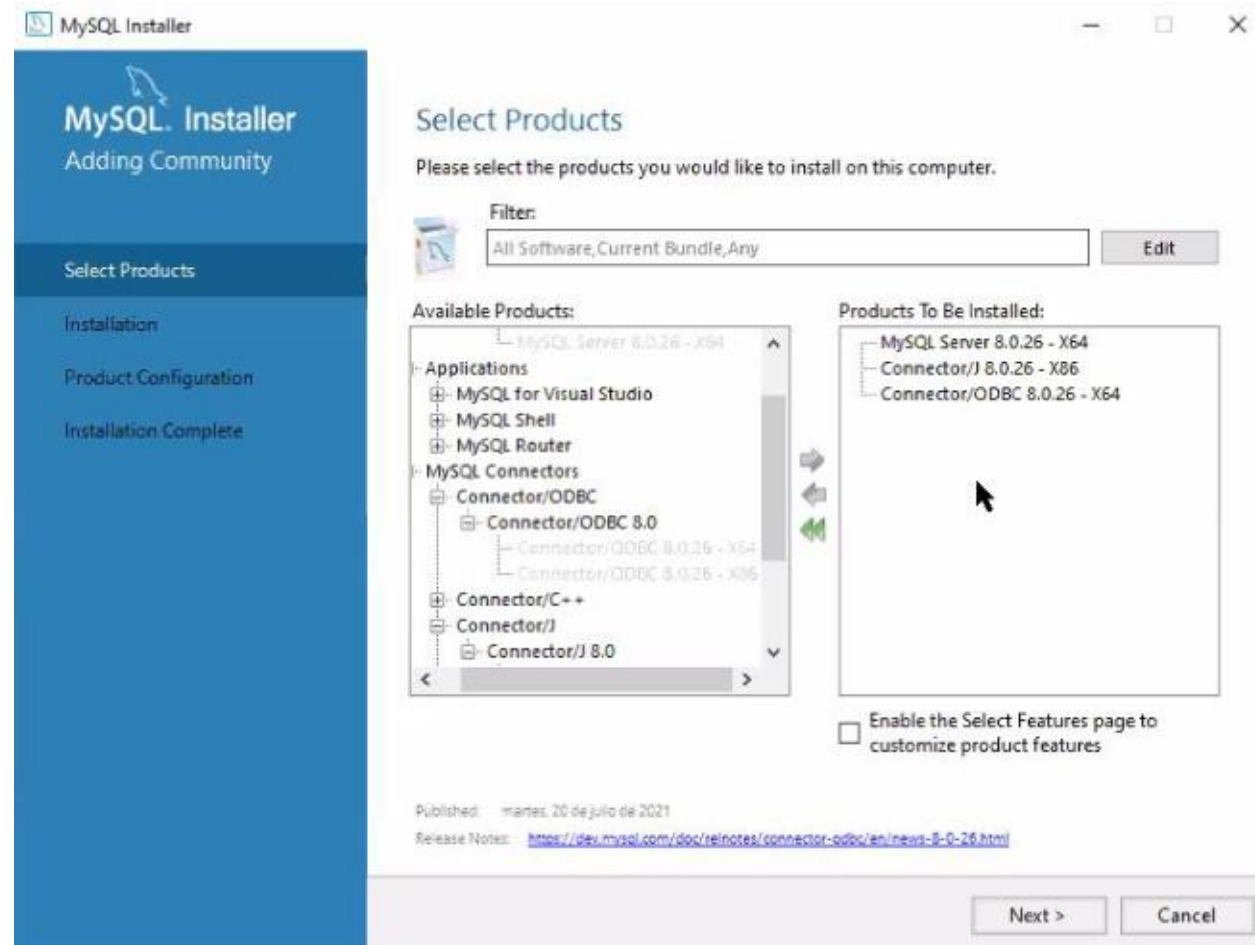 MySQL Installer
MySQL. Installer
Adding Community
Select Products
Installation
Product Configuration
Installation Complete
Select Products
Please select the products you would like to install on this computer.
Filter:
All Software,Current Bundle,Any
Edit
Available Products:
MySQL Server 8.0.26 - X64
Applications
MySQL for Visual Studio
MySQL Shell
MySQL Router
MySQL Connectors
Connector/ODBC
Connector/ODBC 8.0
Connector/ODBC 8.0.26 - X64
Connector/ODBC 8.0.26 - X86
Connector/C++
Connector/J
Connector/J 8.0
Products To Be Installed:
MySQL Server 8.0.26 - X64
Connector/J 8.0.26 - X86
Connector/ODBC 8.0.26 - X64
Enable the Select Features page to
customize product features
Published: martes, 20 de julio de 2021
Release Notes: https://dev.mysql.com/doc/relnotes/connector-odbc/en/news-8-0-26.html
Next >
Cancel